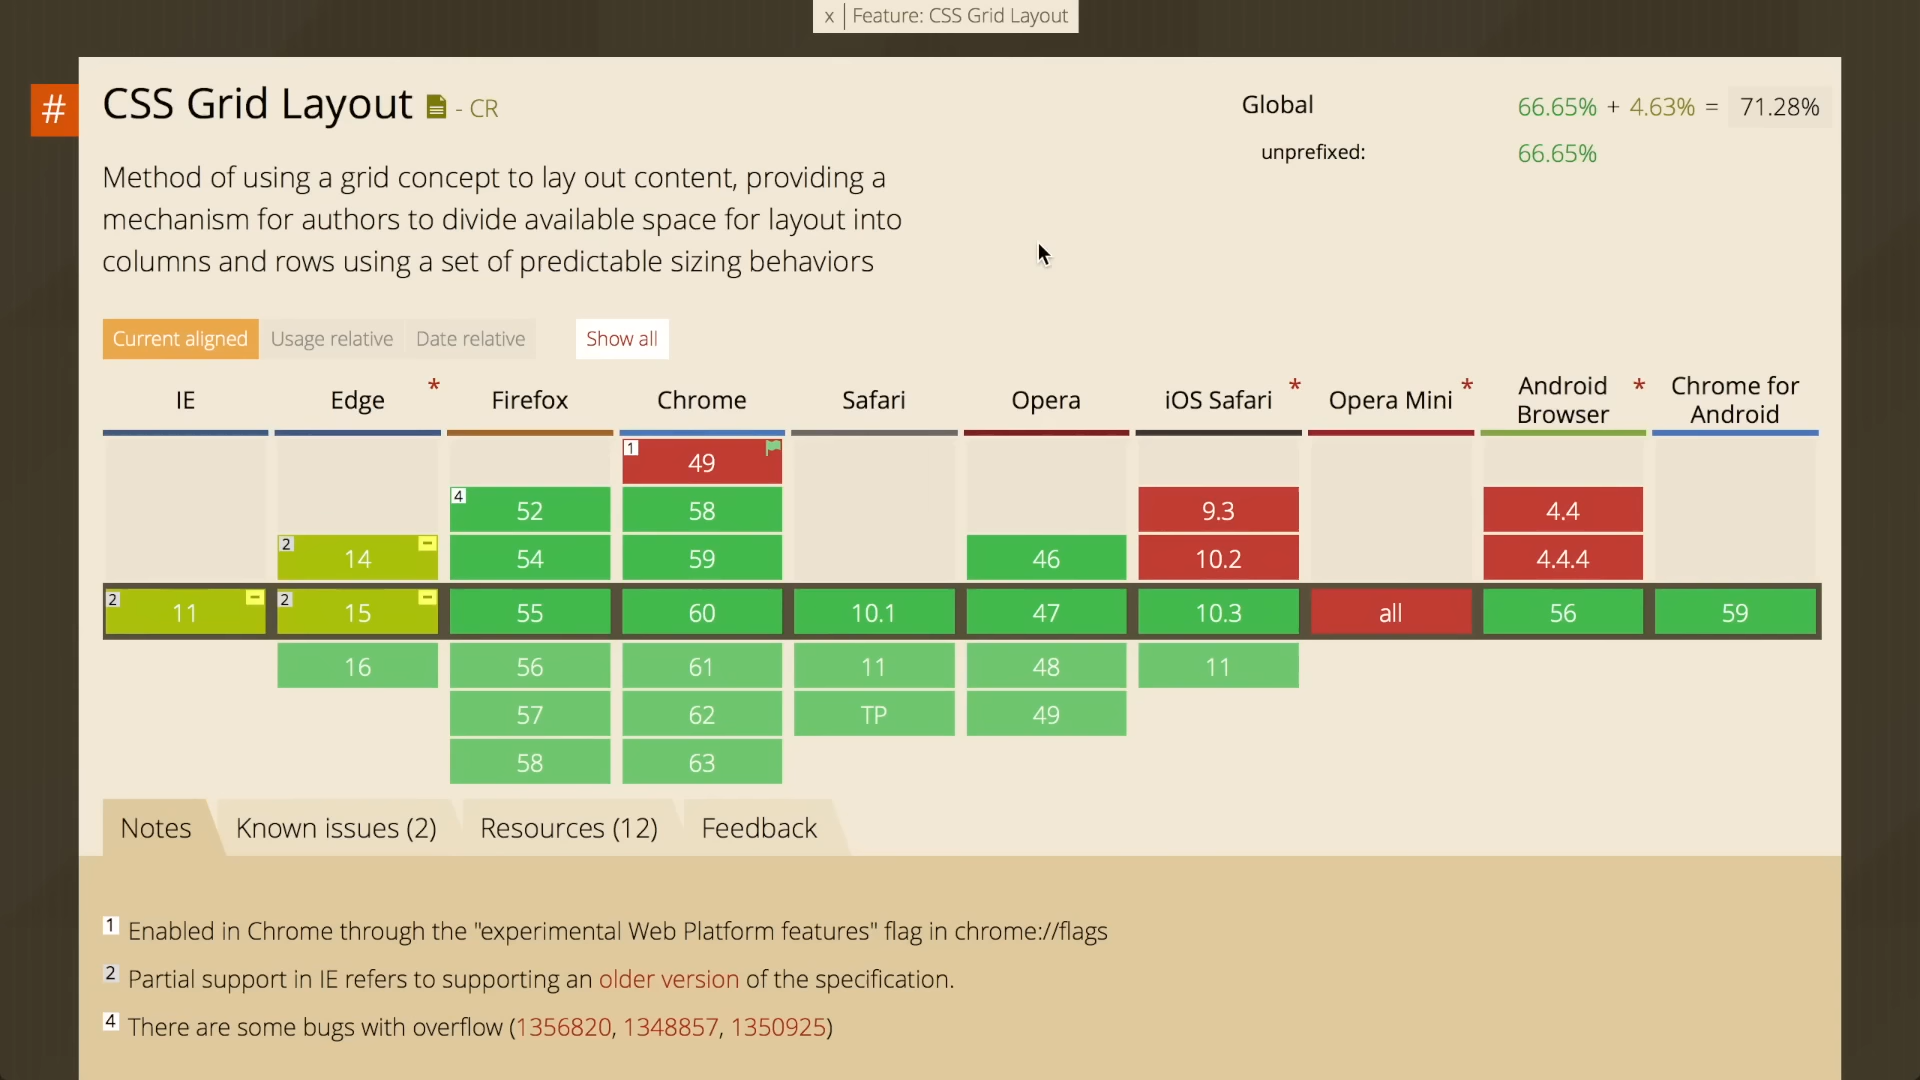 x | Feature: CSS Grid Layout
#
CSS Grid Layout - CR
Global 66.65% + 4.63% = 71.28%
unprefixed: 66.65%
Method of using a grid concept to lay out content, providing a
mechanism for authors to divide available space for layout into
columns and rows using a set of predictable sizing behaviors
Current aligned Usage relative Date relative Show all
IE Edge * Firefox Chrome Safari Opera iOS Safari * Opera Mini * Android Browser * Chrome for Android
1 49
4 52 58 9.3 4.4
2 14 - 54 59 46 10.2 4.4.4
2 11 - 2 15 - 55 60 10.1 47 10.3 all 56 59
16 56 61 11 48 11
57 62 TP 49
58 63
Notes Known issues (2) Resources (12) Feedback
1 Enabled in Chrome through the "experimental Web Platform features" flag in chrome://flags
2 Partial support in IE refers to supporting an older version of the specification.
4 There are some bugs with overflow (1356820, 1348857, 1350925)